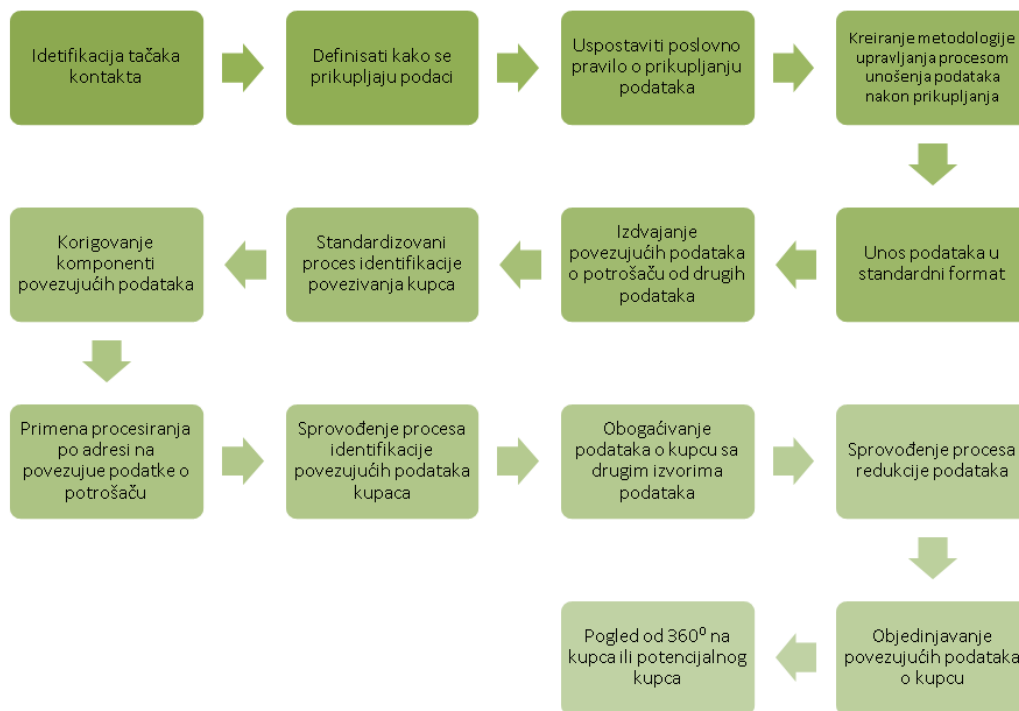 Idetifikacija tačaka
kontakta
Definisati kako se
prikupljaju podaci
Uspostaviti poslovno
pravilo o prikupljanju
podataka
Kreiranje metodologije
upravljanja procesom
unošenja podataka
nakon prikupljanja
Unos podataka u
standardni format
Izdvajanje
povezujućih podataka
o potrošaču od drugih
podataka
Standardizovani
proces identifikacije
povezivanja kupca
Korigovanje
komponenti
povezujućih podataka
Primena procesiranja
po adresi na
povezujue podatke o
potrošaču
Sprovođenje procesa
identifikacije
povezujućih podataka
kupaca
Obogaćivanje
podataka o kupcu sa
drugim izvorima
podataka
Sprovođenje procesa
redukcije podataka
Objedinjavanje
povezujućih podataka
o kupcu
Pogled od 360⁰ na
kupca ili potencijalnog
kupca